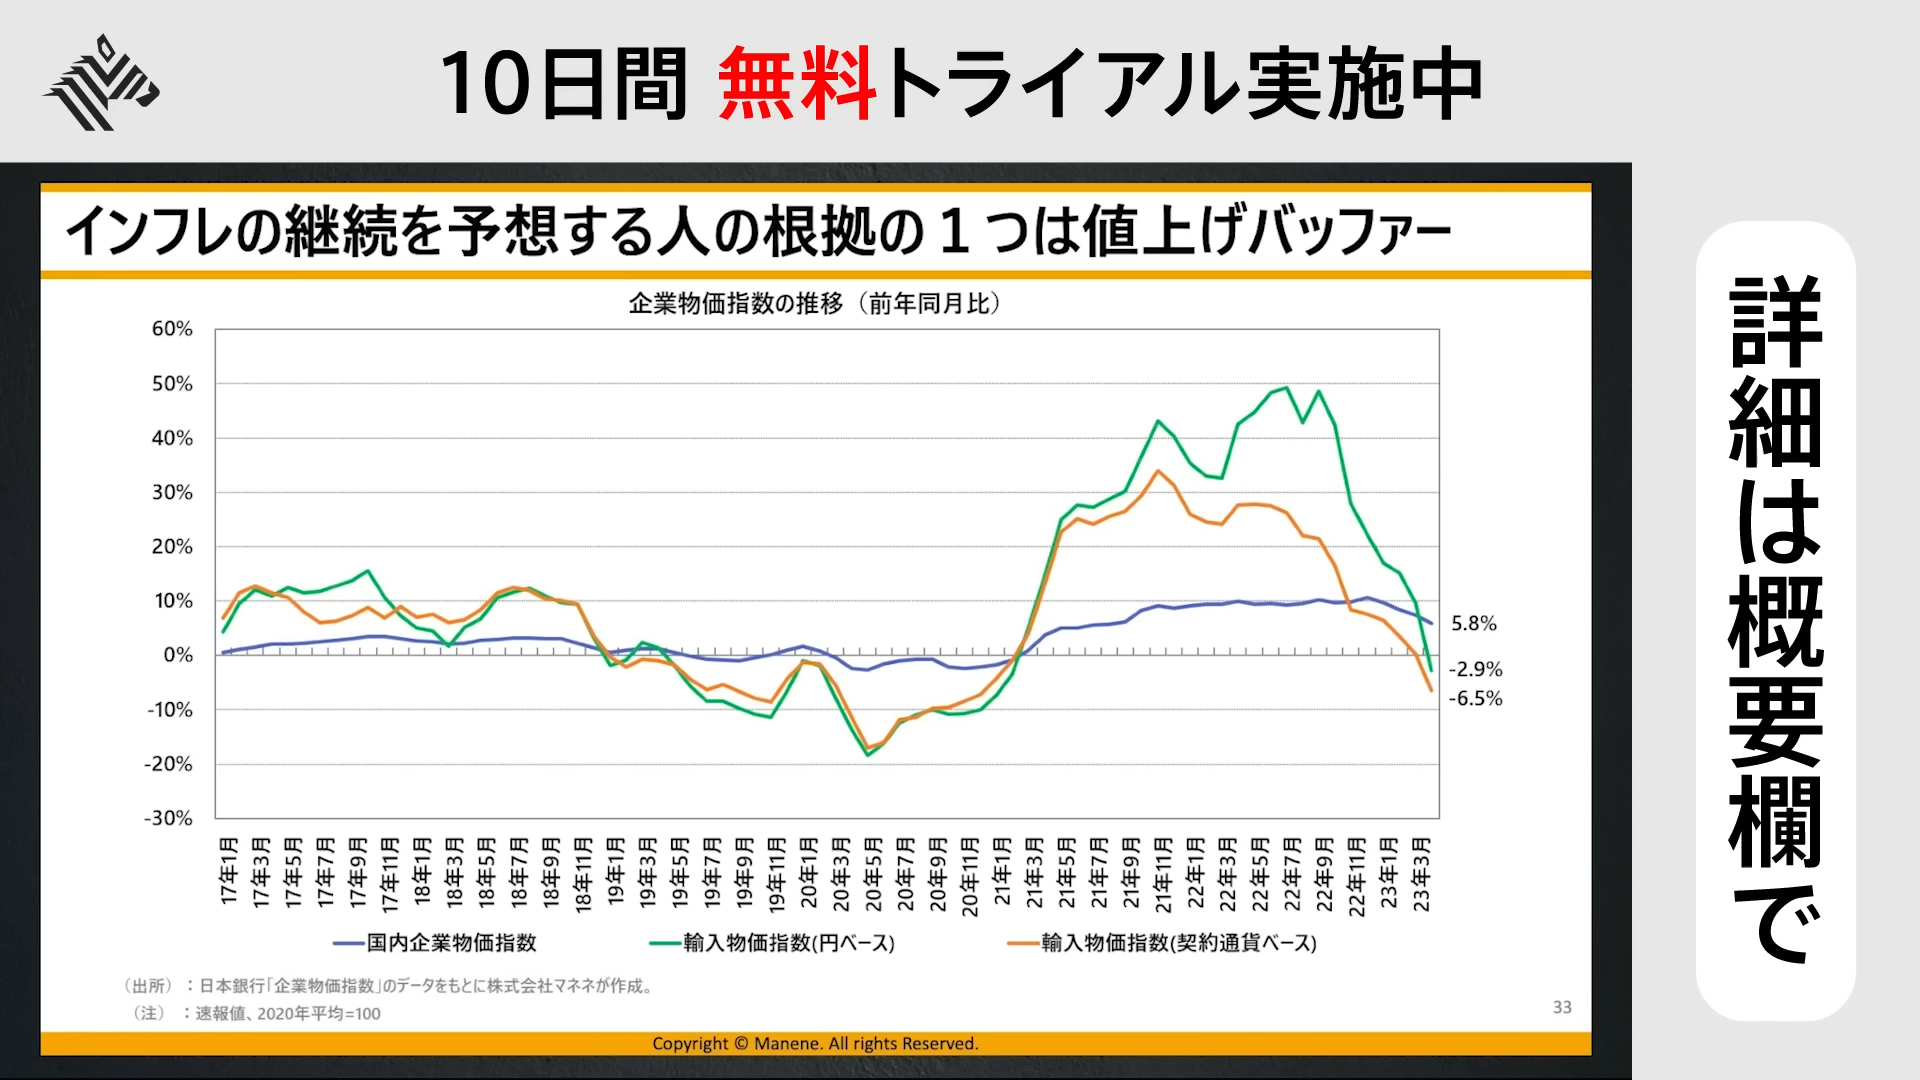 10日間 無料トライアル実施中
インフレの継続を予想する人の根拠の１つは値上げバッファー
企業物価指数の推移（前年同月比）
60%
50%
40%
30%
20%
10%
0%
-10%
-20%
-30%
5.8%
-2.9%
-6.5%
17年1月
17年3月
17年5月
17年7月
17年9月
17年11月
18年1月
18年3月
18年5月
18年7月
18年9月
18年11月
19年1月
19年3月
19年5月
19年7月
19年9月
19年11月
20年1月
20年3月
20年5月
20年7月
20年9月
20年11月
21年1月
21年3月
21年5月
21年7月
21年9月
21年11月
22年1月
22年3月
22年5月
22年7月
22年9月
22年11月
23年1月
23年3月
国内企業物価指数
輸入物価指数(円ベース)
輸入物価指数(契約通貨ベース)
（出所）：日本銀行「企業物価指数」のデータをもとに株式会社マネネが作成。
（注）：速報値、2020年平均=100
33
Copyright © Manene. All rights Reserved.
詳細は概要欄で